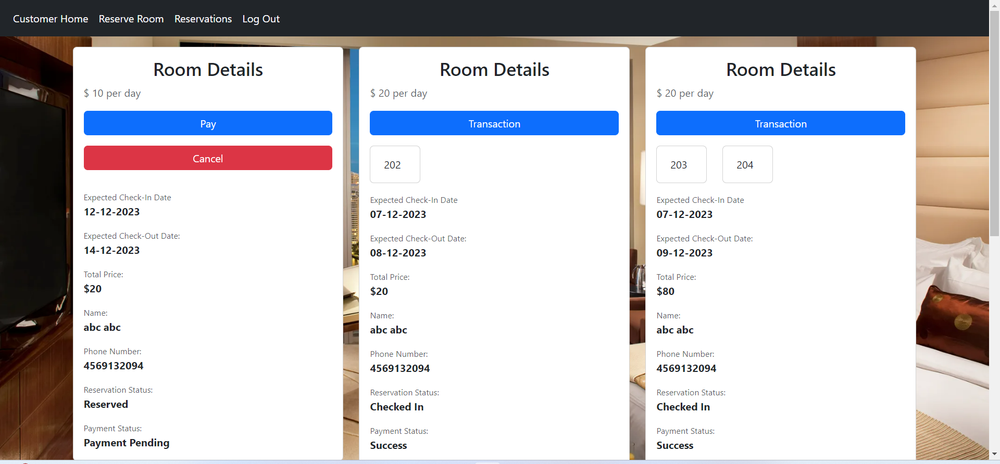 Customer Home Reserve Room Reservations Log Out
Room Details
$ 10 per day
Pay
Cancel
Expected Check-In Date
12-12-2023
Expected Check-Out Date:
14-12-2023
Total Price:
$20
Name:
abc abc
Phone Number:
4569132094
Reservation Status:
Reserved
Payment Status:
Payment Pending
Room Details
$ 20 per day
Transaction
202
Expected Check-In Date
07-12-2023
Expected Check-Out Date:
08-12-2023
Total Price:
$20
Name:
abc abc
Phone Number:
4569132094
Reservation Status:
Checked In
Payment Status:
Success
Room Details
$ 20 per day
Transaction
203 204
Expected Check-In Date
07-12-2023
Expected Check-Out Date:
09-12-2023
Total Price:
$80
Name:
abc abc
Phone Number:
4569132094
Reservation Status:
Checked In
Payment Status:
Success